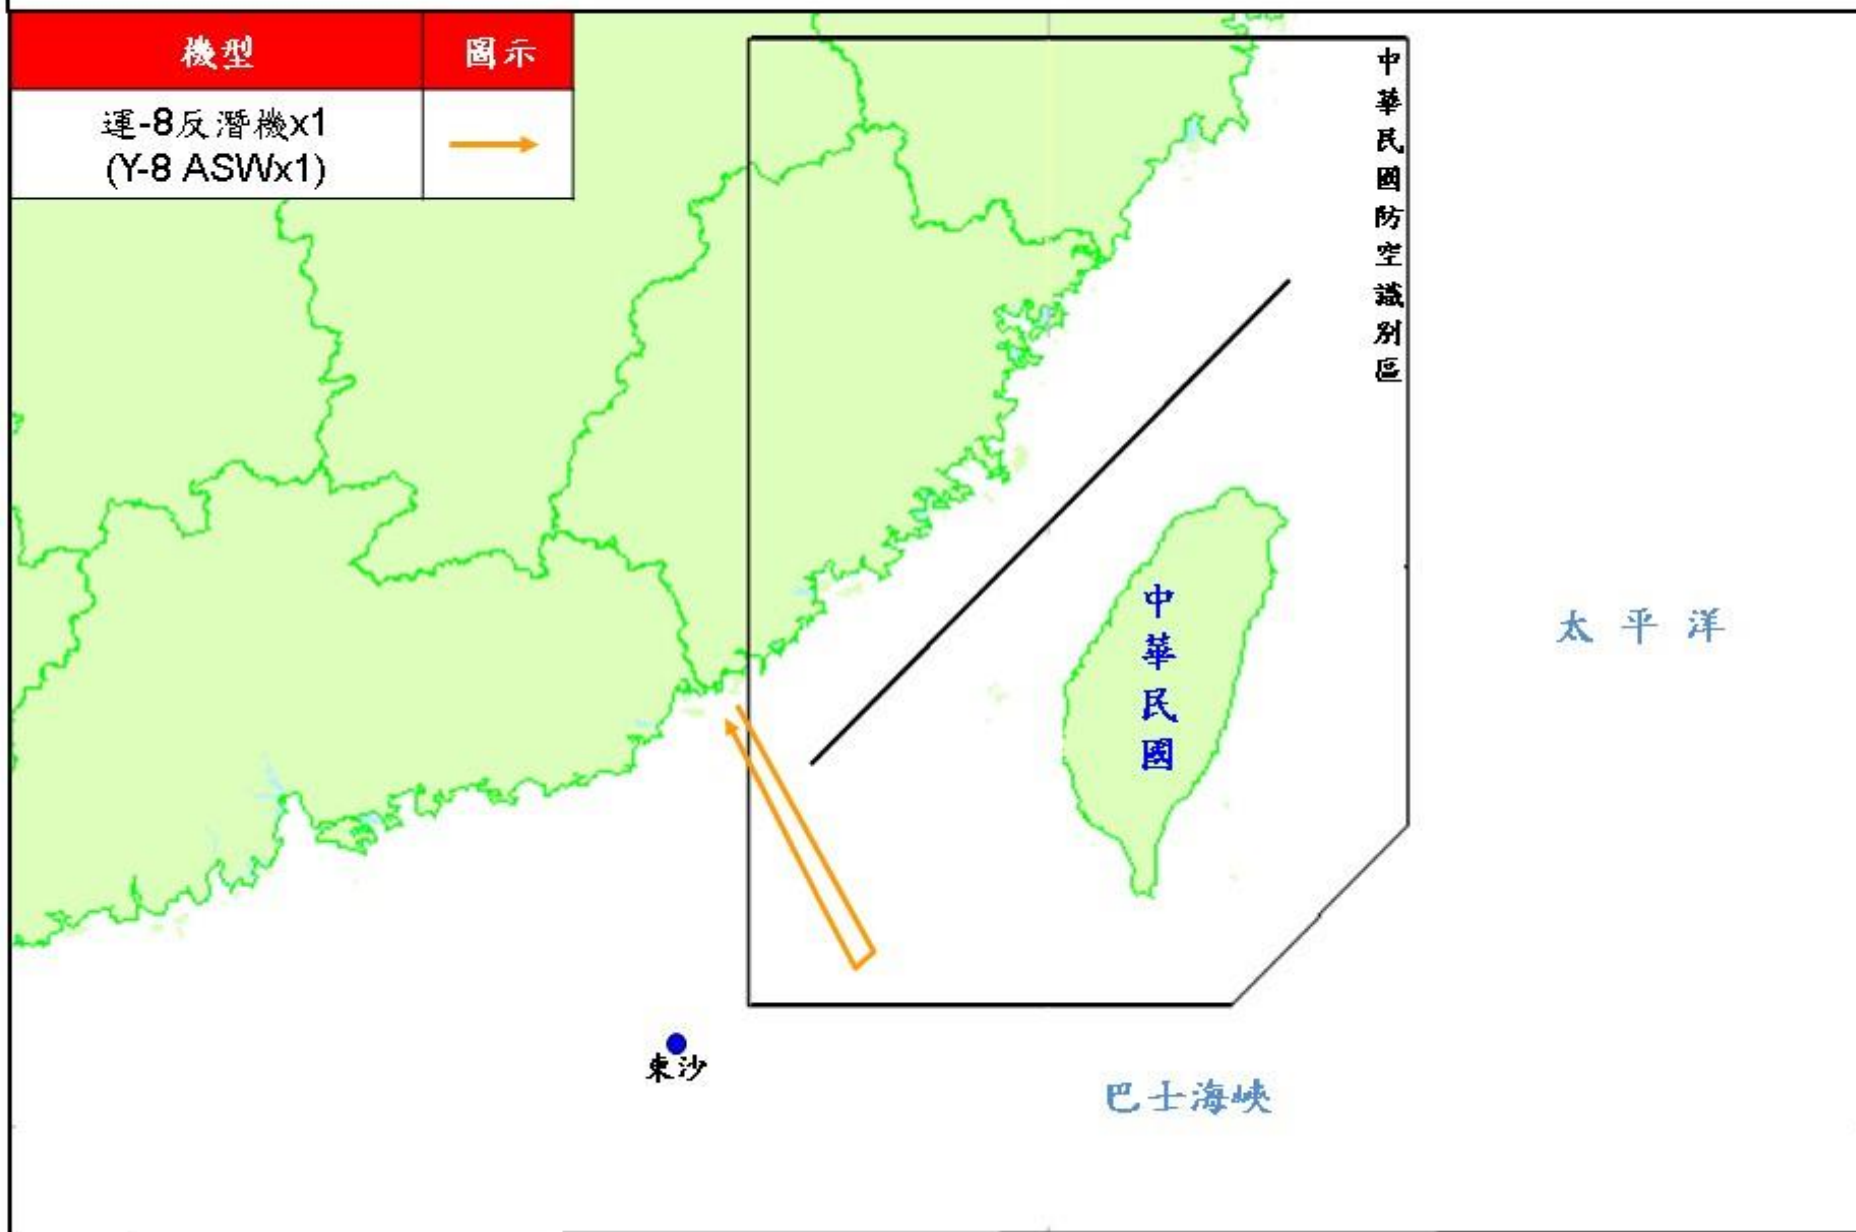 機型
圖示
運-8反潛機x1
(Y-8 ASWx1)
中華民國防空識別區
中華民國
太平洋
東沙
巴士海峽